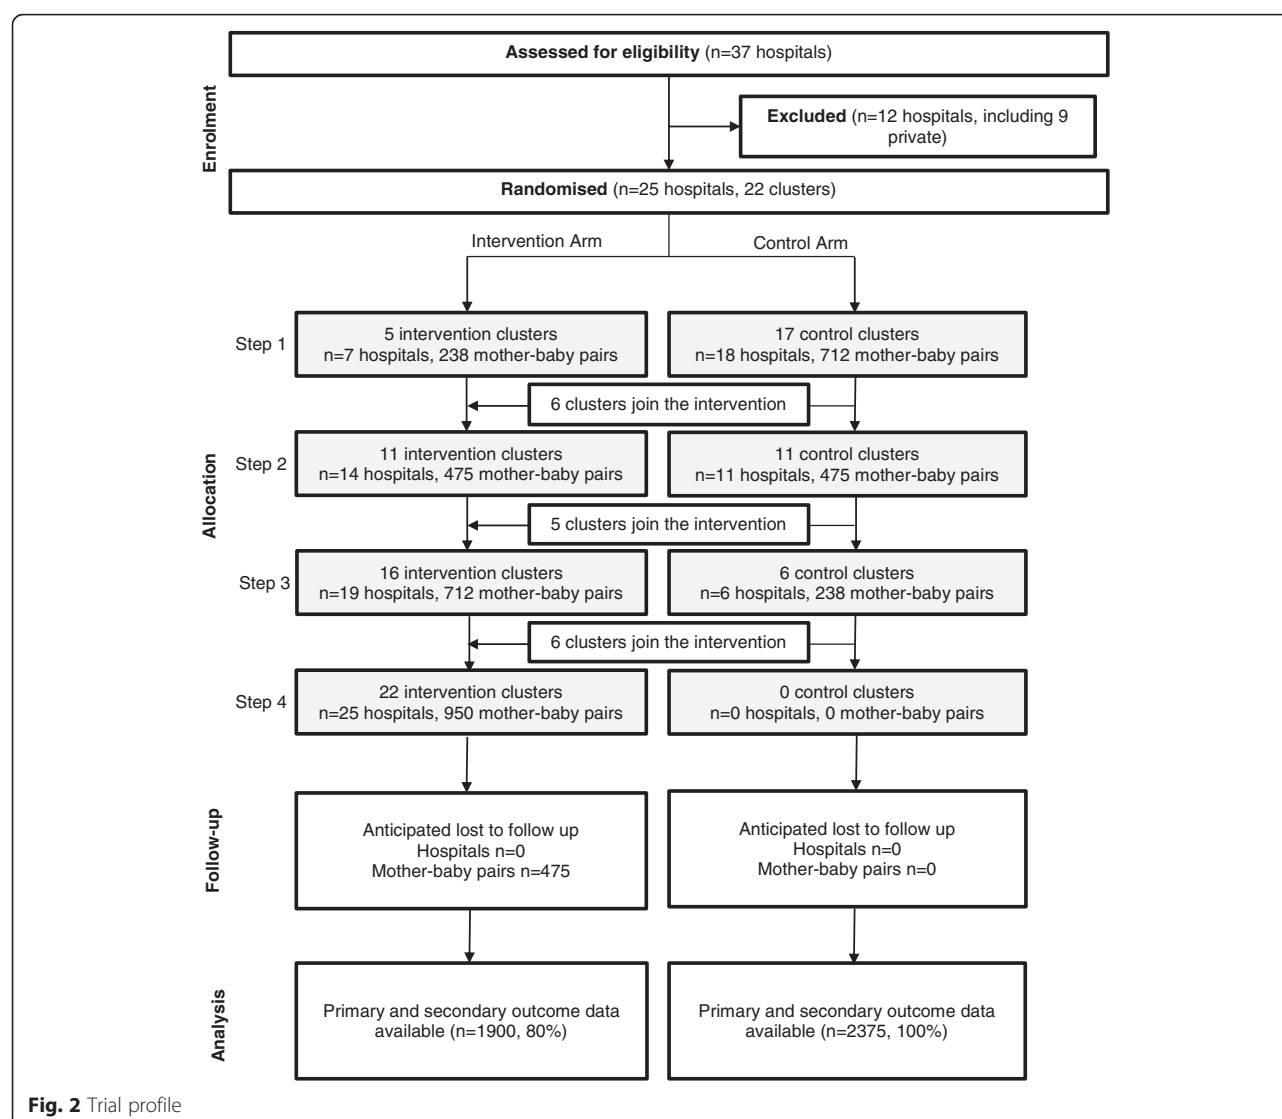 Assessed for eligibility (n=37 hospitals)
Enrolment
Excluded (n=12 hospitals, including 9
private)
Randomised (n=25 hospitals, 22 clusters)
Intervention Arm
Control Arm
Allocation
Step 1
5 intervention clusters
n=7 hospitals, 238 mother-baby pairs
17 control clusters
n=18 hospitals, 712 mother-baby pairs
6 clusters join the intervention
Step 2
11 intervention clusters
n=14 hospitals, 475 mother-baby pairs
11 control clusters
n=11 hospitals, 475 mother-baby pairs
5 clusters join the intervention
Step 3
16 intervention clusters
n=19 hospitals, 712 mother-baby pairs
6 control clusters
n=6 hospitals, 238 mother-baby pairs
6 clusters join the intervention
Step 4
22 intervention clusters
n=25 hospitals, 950 mother-baby pairs
0 control clusters
n=0 hospitals, 0 mother-baby pairs
Follow-up
Anticipated lost to follow up
Hospitals n=0
Mother-baby pairs n=475
Anticipated lost to follow up
Hospitals n=0
Mother-baby pairs n=0
Analysis
Primary and secondary outcome data
available (n=1900, 80%)
Primary and secondary outcome data
available (n=2375, 100%)
Fig. 2 Trial profile